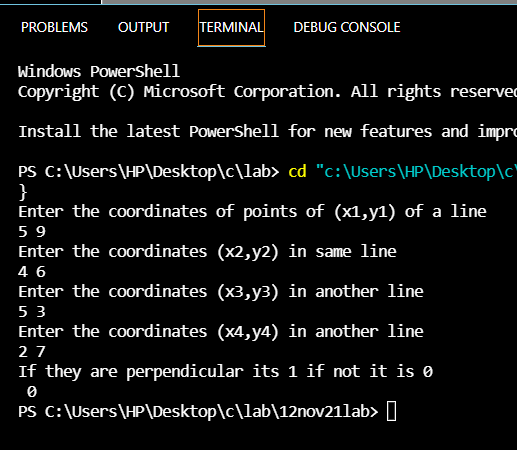 PROBLEMS OUTPUT TERMINAL DEBUG CONSOLE
Windows PowerShell
Copyright (C) Microsoft Corporation. All rights reserved
Install the latest PowerShell for new features and impro
PS C:\Users\HP\Desktop\c\lab> cd "c:\Users\HP\Desktop\c\
}
Enter the coordinates of points of (x1,y1) of a line
5 9
Enter the coordinates (x2,y2) in same line
4 6
Enter the coordinates (x3,y3) in another line
5 3
Enter the coordinates (x4,y4) in another line
2 7
If they are perpendicular its 1 if not it is 0
0
PS C:\Users\HP\Desktop\c\lab\12nov21lab>